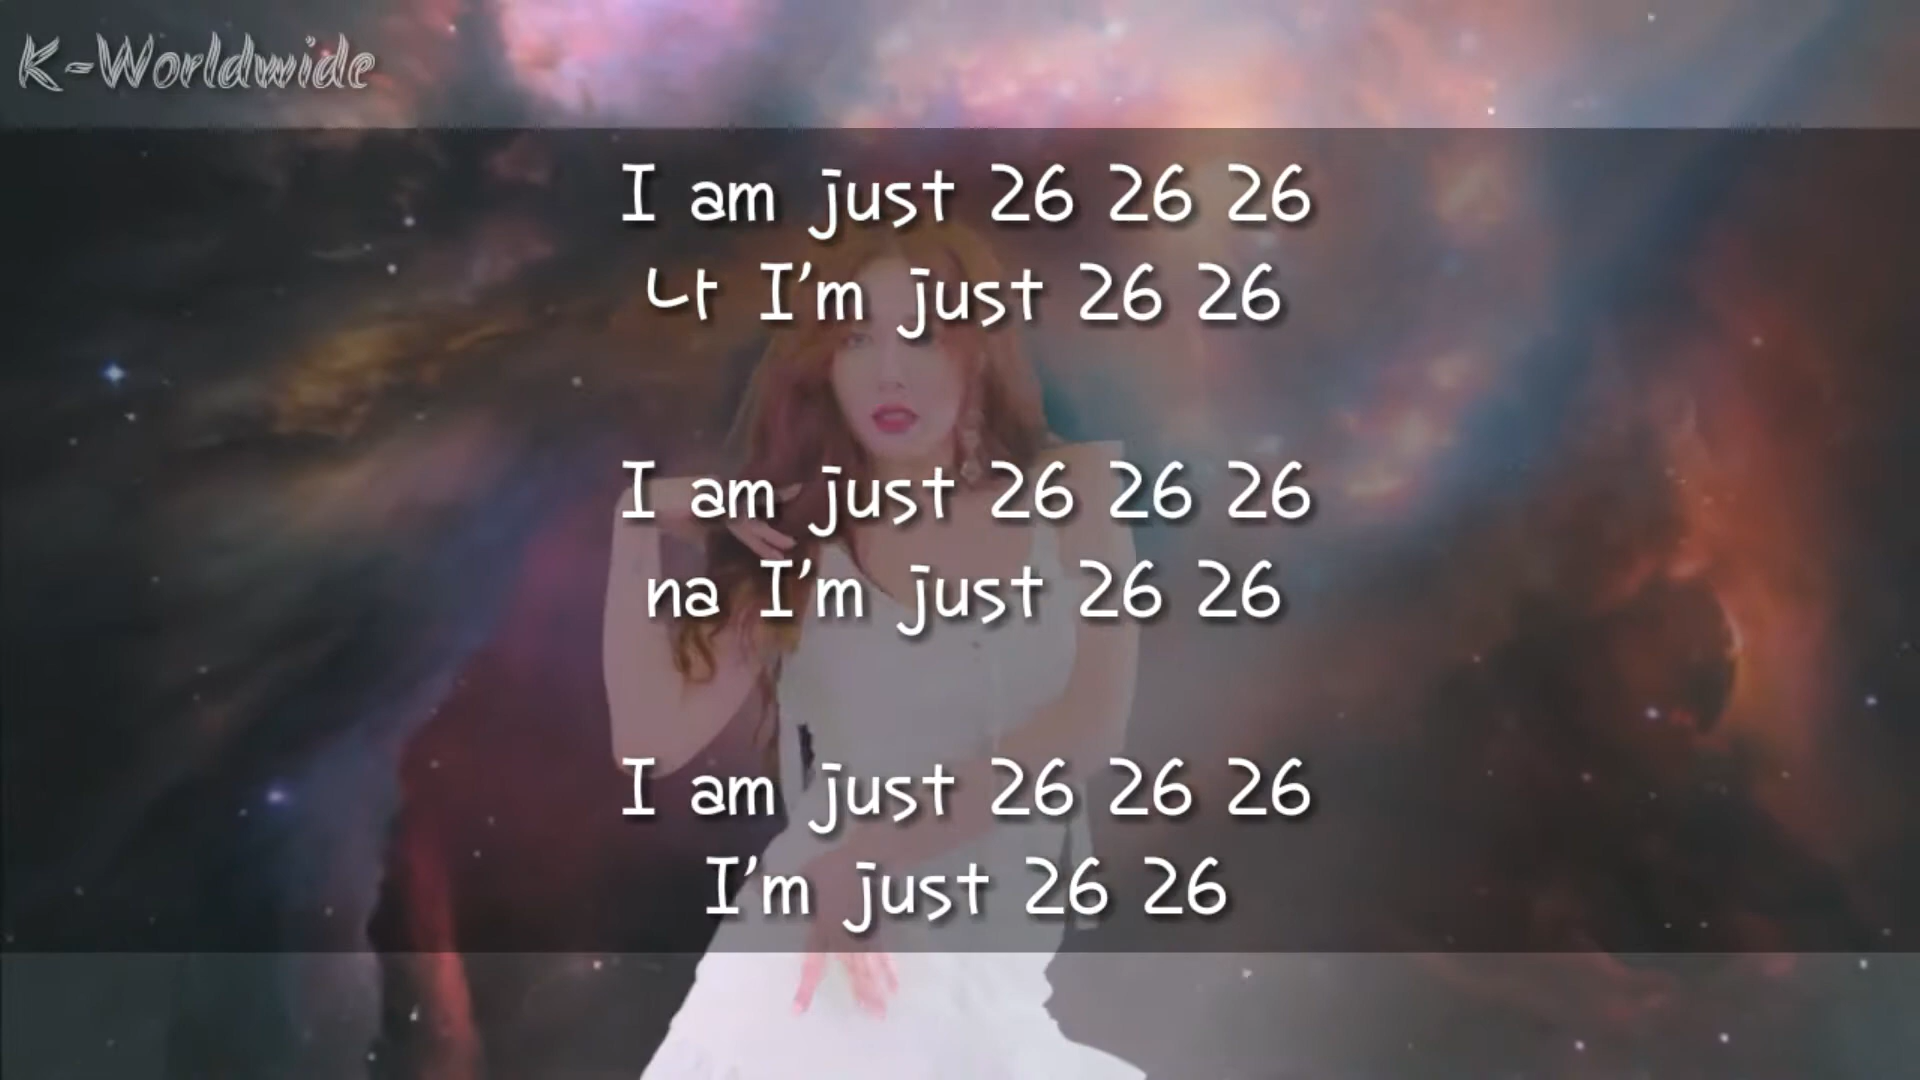 K-Worldwide
I am just 26 26 26
나 I'm just 26 26
I am just 26 26 26
na I'm just 26 26
I am just 26 26 26
I'm just 26 26